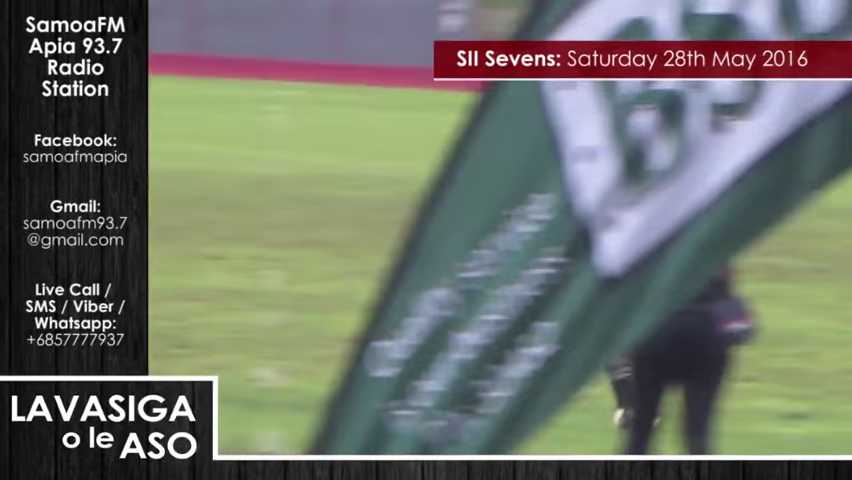 SamoaFM
Apia 93.7
Radio
Station
Facebook:
samoafmapia
Gmail:
samoafm93.7
@gmail.com
Live Call /
SMS / Viber /
Whatsapp:
+6857777937
LAVASIGA
o le ASO
SII Sevens: Saturday 28th May 2016